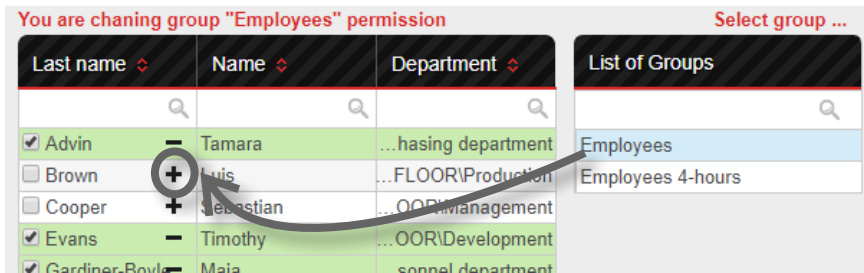 You are chaning group "Employees" permission
Select group ...
Last name Name Department
List of Groups
Advin Tamara ...hasing department
Employees
Brown Luis ...FLOOR\Production
Employees 4-hours
Cooper Sebastian ...OOR\Management
Evans Timothy ...OOR\Development
Gardiner-Boyle Maja ...sonnel department